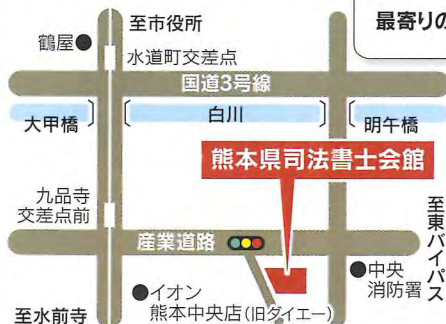 最寄りの
至市役所
鶴屋
水道町交差点
国道3号線
大甲橋
白川
明午橋
熊本県司法書士会館
九品寺
交差点前
産業道路
至東バイパス
中央
消防署
イオン
熊本中央店(旧ダイエー)
至水前寺